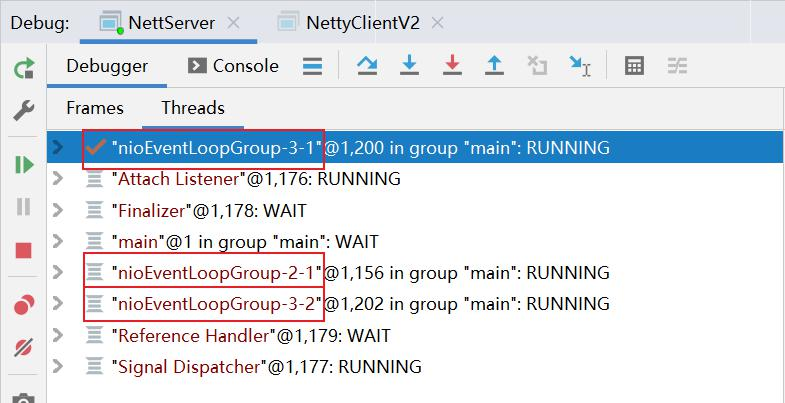 Debug: NettServer × NettyClientV2 ×
Debugger Console
Frames Threads
"nioEventLoopGroup-3-1"@1,200 in group "main": RUNNING
"Attach Listener"@1,176: RUNNING
"Finalizer"@1,178: WAIT
"main"@1 in group "main": WAIT
"nioEventLoopGroup-2-1"@1,156 in group "main": RUNNING
"nioEventLoopGroup-3-2"@1,202 in group "main": RUNNING
"Reference Handler"@1,179: WAIT
"Signal Dispatcher"@1,177: RUNNING